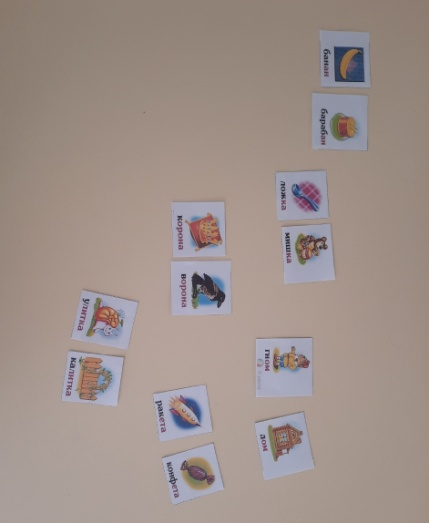 банан
барабан
ложка
мишка
корона
ворона
улитка
калитка
гном
дом
ракета
конфета